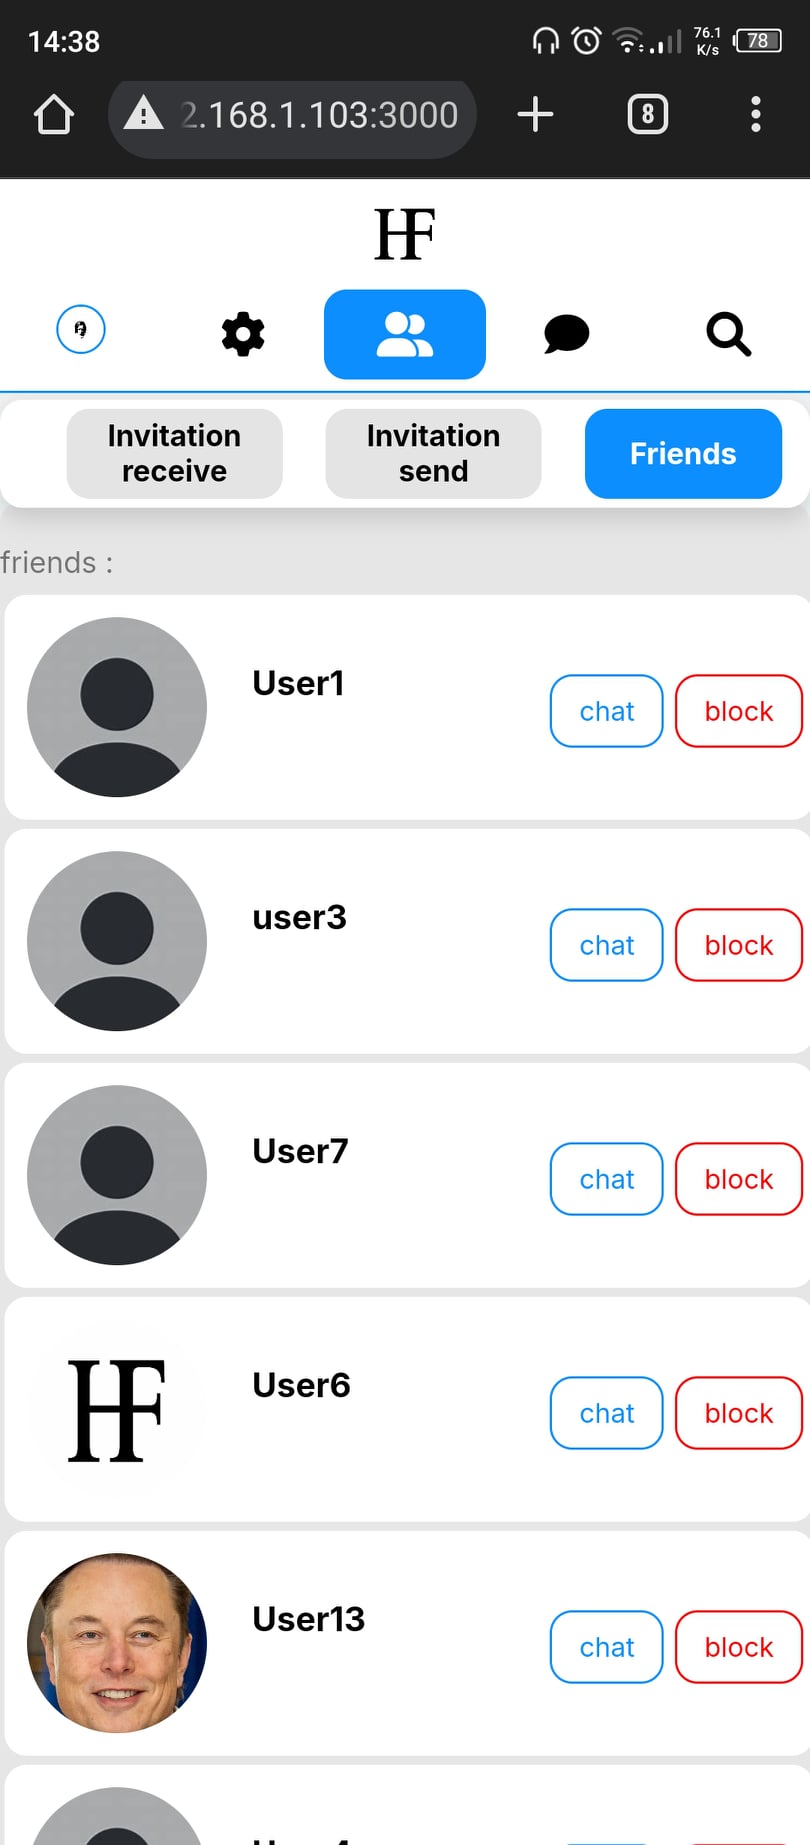 14:38
76.1
K/s
78
2.168.1.103:3000
8
HF
Invitation
receive
Invitation
send
Friends
friends :
User1
chat
block
user3
chat
block
User7
chat
block
HF
User6
chat
block
User13
chat
block